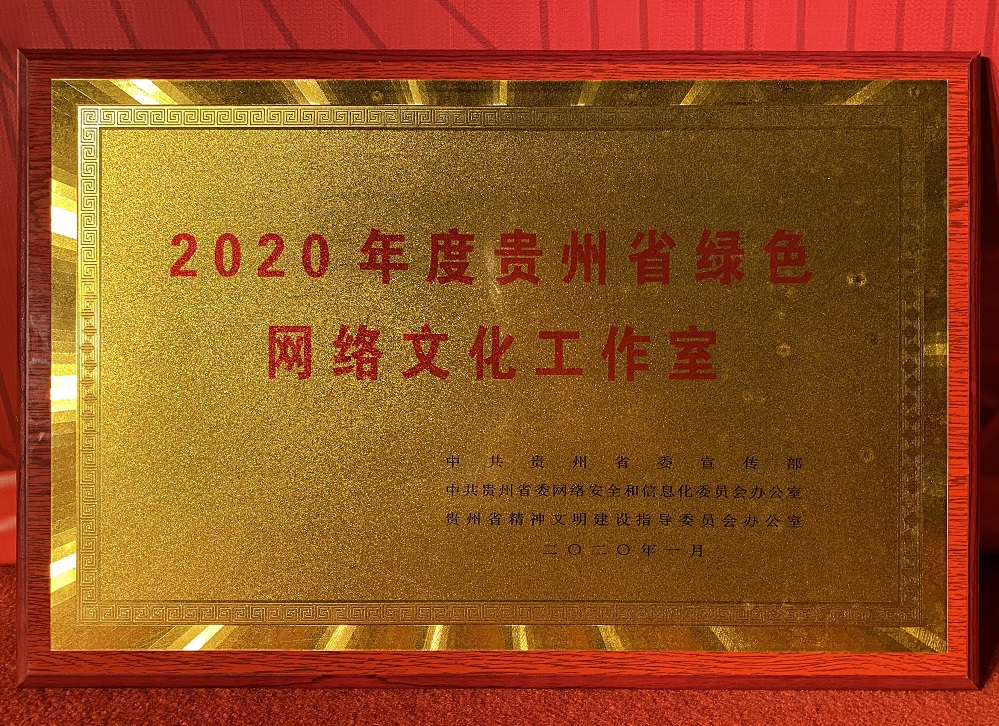 2020年度贵州省绿色
网络文化工作室
中共贵州省委宣传部
中共贵州省委网络安全和信息化委员会办公室
贵州省精神文明建设指导委员会办公室
二〇二〇年一月